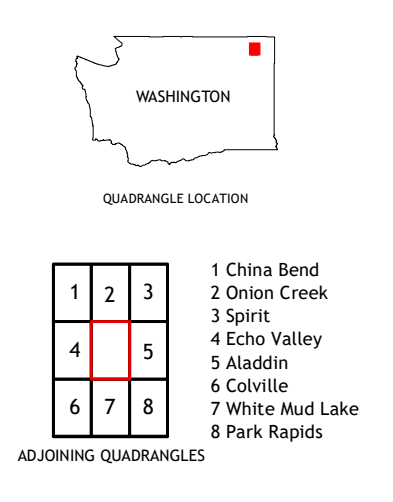 WASHINGTON
QUADRANGLE LOCATION
1 2 3
4 5
6 7 8
1 China Bend
2 Onion Creek
3 Spirit
4 Echo Valley
5 Aladdin
6 Colville
7 White Mud Lake
8 Park Rapids
ADJOINING QUADRANGLES